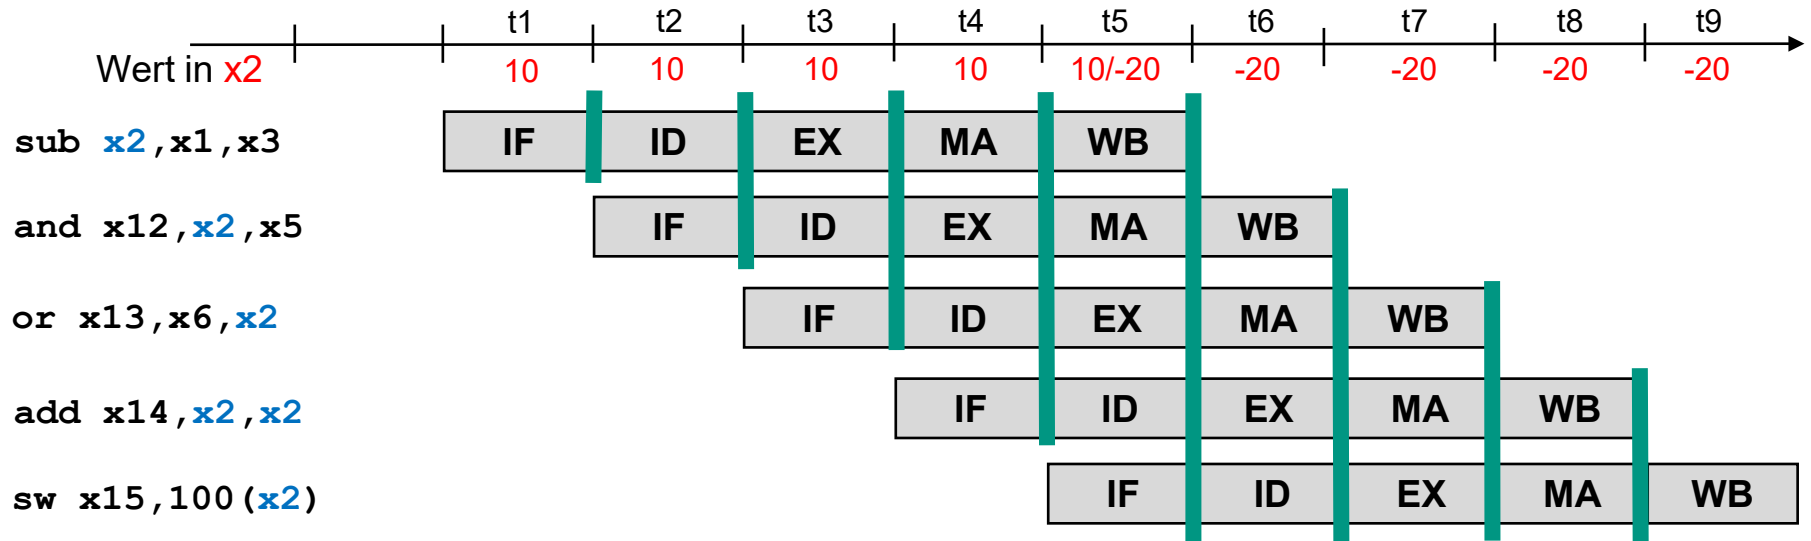 t1 t2 t3 t4 t5 t6 t7 t8 t9
Wert in x2 10 10 10 10 10/-20 -20 -20 -20 -20
sub x2,x1,x3 IF ID EX MA WB
and x12,x2,x5 IF ID EX MA WB
or x13,x6,x2 IF ID EX MA WB
add x14,x2,x2 IF ID EX MA WB
sw x15,100(x2) IF ID EX MA WB